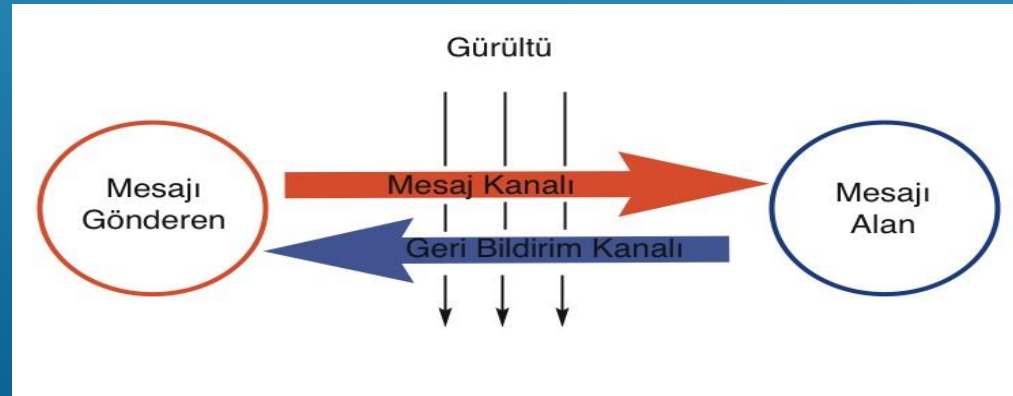 Gürültü
Mesajı
Gönderen
Mesaj Kanalı
Geri Bildirim Kanalı
Mesajı
Alan